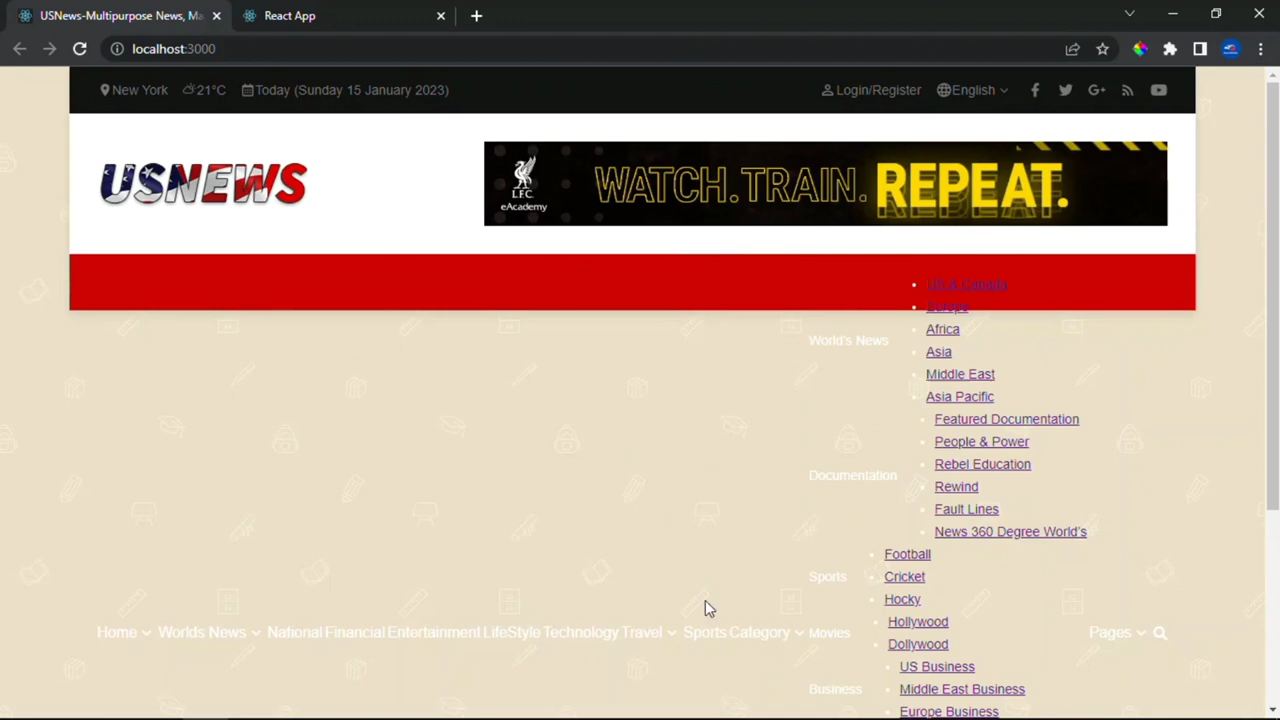 USNews-Multipurpose News, Ma
React App
localhost:3000
New York
21°C
Today (Sunday 15 January 2023)
Login/Register
English
USNEWS
LFC
eAcademy
WATCH.TRAIN.REPEAT.
US & Canada
Europe
Africa
World's News
Asia
Middle East
Asia Pacific
Featured Documentation
People & Power
Rebel Education
Documentation
Rewind
Fault Lines
News 360 Degree World's
Football
Sports
Cricket
Hocky
Hollywood
Home Worlds News National Financial Entertainment LifeStyle Technology Travel Sports Category Movies Pages
Dollywood
US Business
Business
Middle East Business
Europe Business